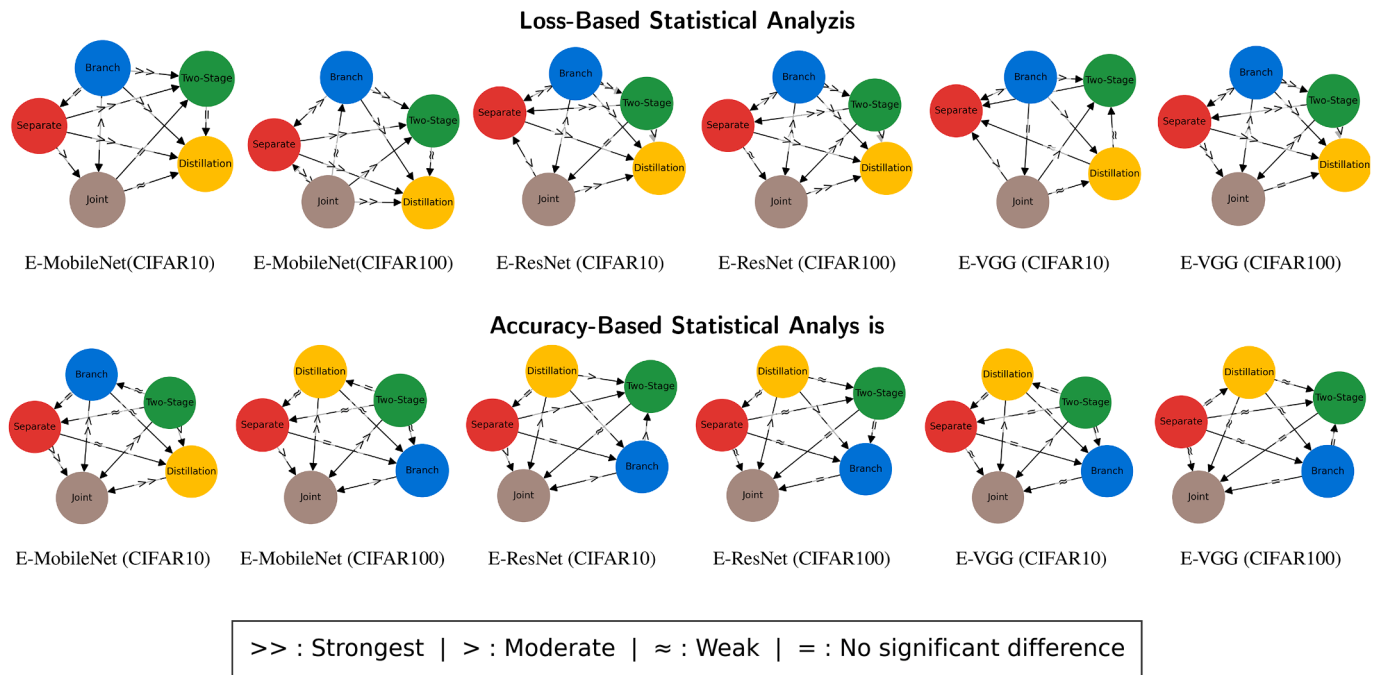 Loss-Based Statistical Analyzis
Branch Two-Stage Separate Distillation Joint
Branch Two-Stage Separate Distillation Joint
Branch Two-Stage Separate Distillation Joint
Branch Two-Stage Separate Distillation Joint
Branch Two-Stage Separate Distillation Joint
Branch Two-Stage Separate Distillation Joint
E-MobileNet(CIFAR10) E-MobileNet(CIFAR100) E-ResNet (CIFAR10) E-ResNet (CIFAR100) E-VGG (CIFAR10) E-VGG (CIFAR100)
Accuracy-Based Statistical Analys is
Branch Two-Stage Separate Distillation Joint
Distillation Two-Stage Separate Branch Joint
Distillation Two-Stage Separate Branch Joint
Distillation Two-Stage Separate Branch Joint
Distillation Two-Stage Separate Branch Joint
Distillation Two-Stage Separate Branch Joint
E-MobileNet (CIFAR10) E-MobileNet (CIFAR100) E-ResNet (CIFAR10) E-ResNet (CIFAR100) E-VGG (CIFAR10) E-VGG (CIFAR100)
>> : Strongest | > : Moderate | ≈ : Weak | = : No significant difference